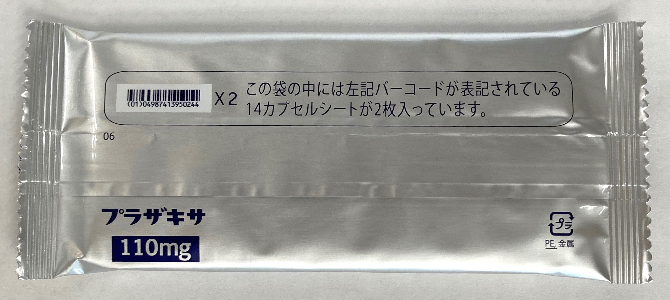 (01)04987413950244
X2
この袋の中には左記バーコードが表記されている
14カプセルシートが2枚入っています。
06
プラザキサ
110mg
プラ
PE, 金属